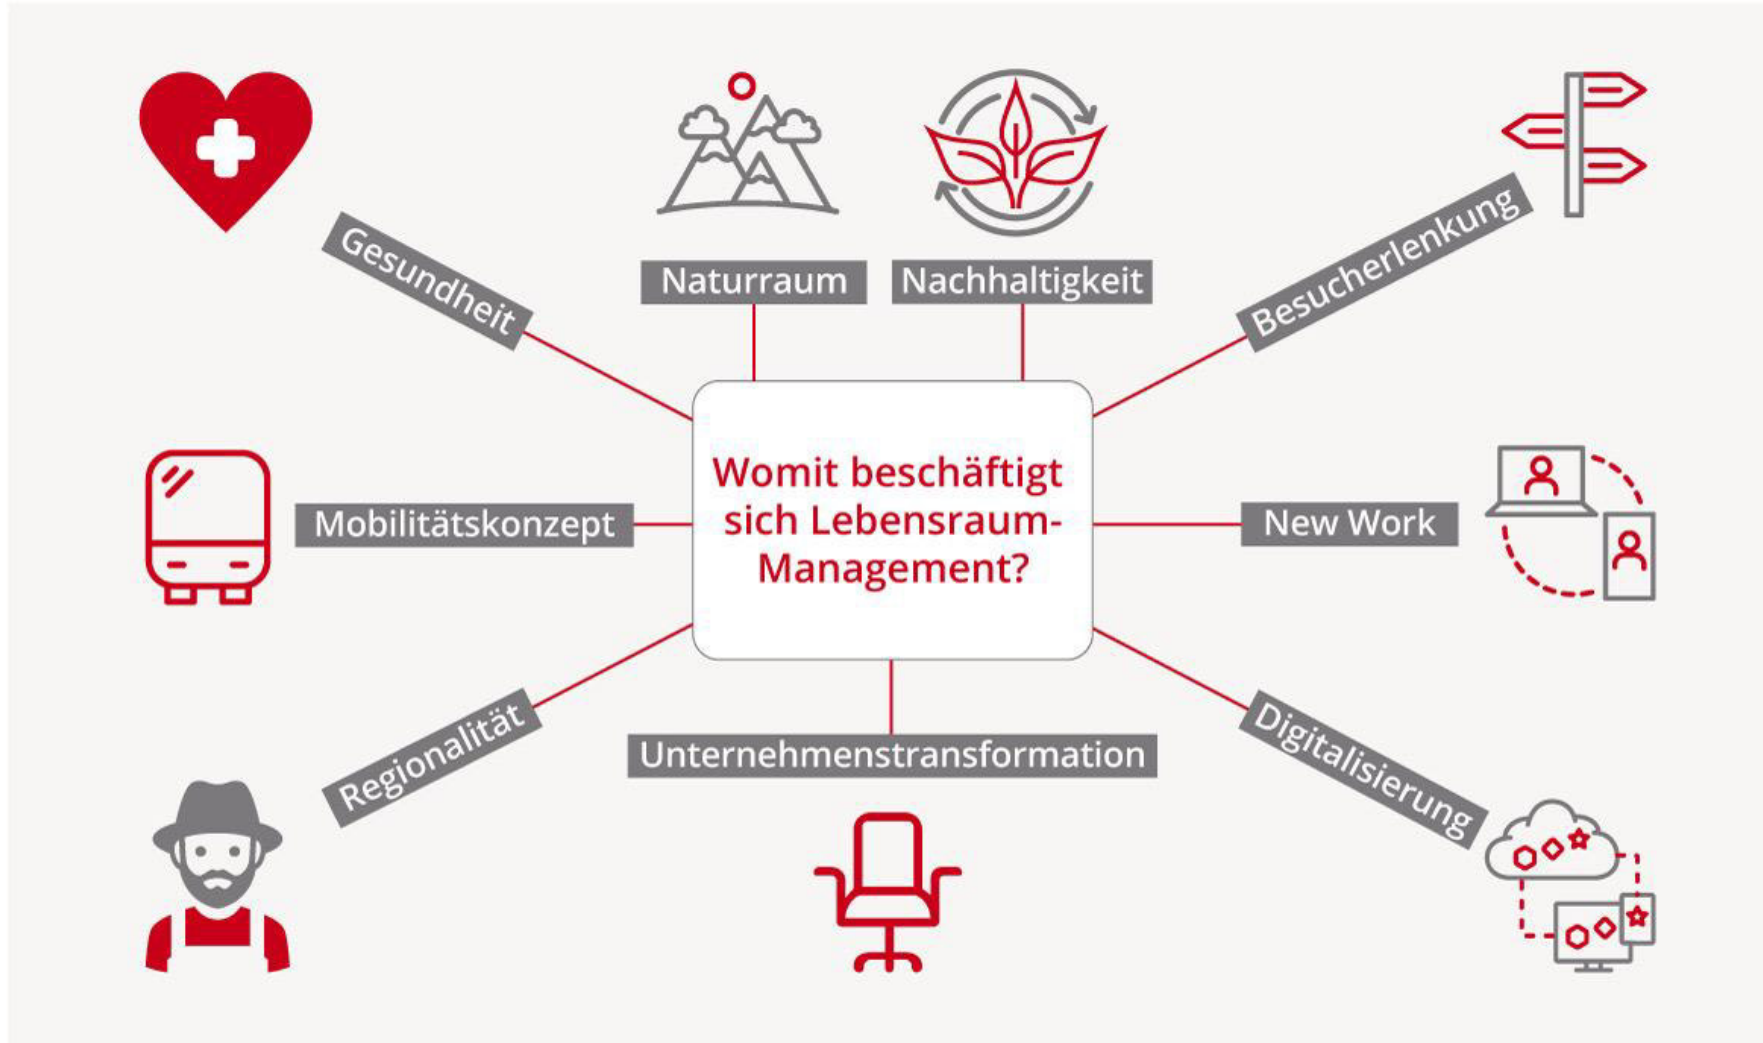 Naturraum
Nachhaltigkeit
Gesundheit
Besucherlenkung
Womit beschäftigt
sich Lebensraum-
Management?
Mobilitätskonzept
New Work
Regionalität
Unternehmenstransformation
Digitalisierung